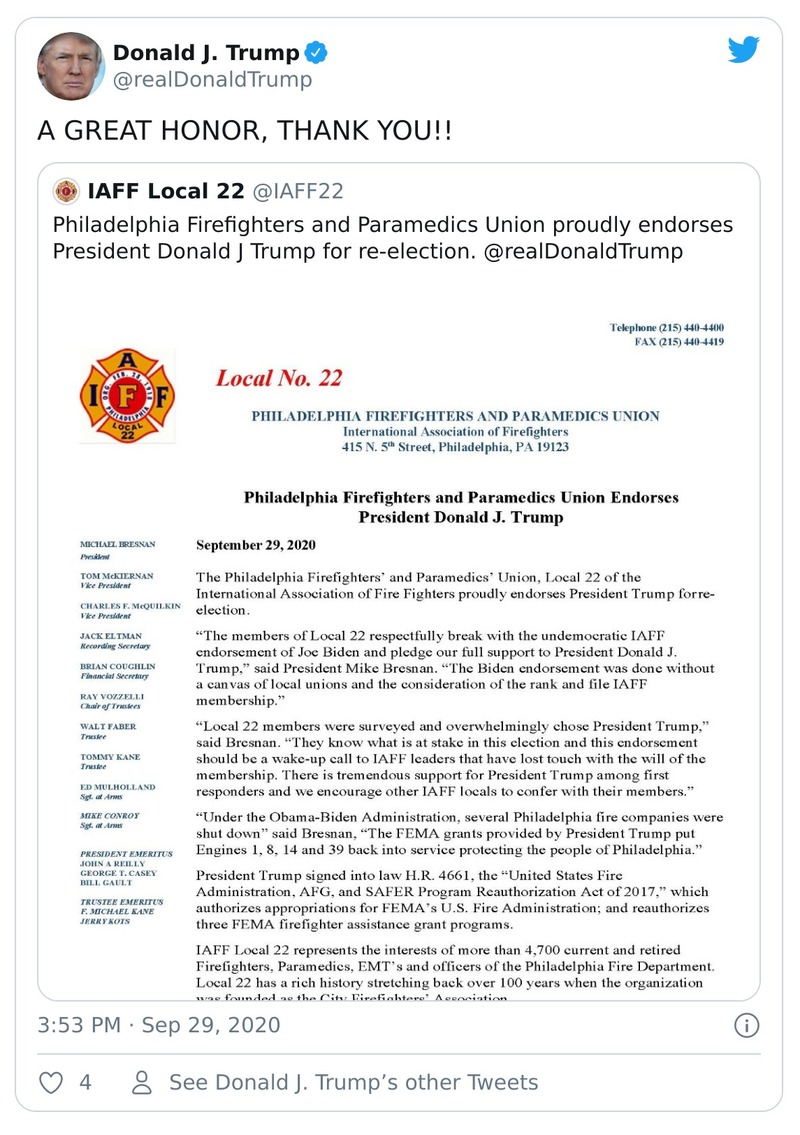 Donald J. Trump
@realDonaldTrump
A GREAT HONOR, THANK YOU!!
IAFF Local 22 @IAFF22
Philadelphia Firefighters and Paramedics Union proudly endorses
President Donald J Trump for re-election. @realDonaldTrump
Telephone (215) 440-4400
FAX (215) 440-4419
A
I F F
ORG. FEB. 28, 1918
F
PHILADELPHIA
LOCAL
22
Local No. 22
PHILADELPHIA FIREFIGHTERS AND PARAMEDICS UNION
International Association of Firefighters
415 N. 5th Street, Philadelphia, PA 19123
Philadelphia Firefighters and Paramedics Union Endorses
President Donald J. Trump
MICHAEL BRESNAN
President
TOM McKIERNAN
Vice President
CHARLES F. McQUILKIN
Vice President
JACK ELTMAN
Recording Secretary
BRIAN COUGHLIN
Financial Secretary
RAY VOZZELLI
Chair of Trustees
WALT FABER
Trustee
TOMMY KANE
Trustee
ED MULHOLLAND
Sgt. at Arms
MIKE CONROY
Sgt. at Arms
PRESIDENT EMERITUS
JOHN A REILLY
GEORGE T. CASEY
BILL GAULT
TRUSTEE EMERITUS
F. MICHAEL KANE
JERRY KOTS
September 29, 2020
The Philadelphia Firefighters’ and Paramedics’ Union, Local 22 of the
International Association of Fire Fighters proudly endorses President Trump forre-
election.
“The members of Local 22 respectfully break with the undemocratic IAFF
endorsement of Joe Biden and pledge our full support to President Donald J.
Trump,” said President Mike Bresnan. “The Biden endorsement was done without
a canvas of local unions and the consideration of the rank and file IAFF
membership.”
“Local 22 members were surveyed and overwhelmingly chose President Trump,”
said Bresnan. “They know what is at stake in this election and this endorsement
should be a wake-up call to IAFF leaders that have lost touch with the will of the
membership. There is tremendous support for President Trump among first
responders and we encourage other IAFF locals to confer with their members.”
“Under the Obama-Biden Administration, several Philadelphia fire companies were
shut down” said Bresnan, “The FEMA grants provided by President Trump put
Engines 1, 8, 14 and 39 back into service protecting the people of Philadelphia.”
President Trump signed into law H.R. 4661, the “United States Fire
Administration, AFG, and SAFER Program Reauthorization Act of 2017,” which
authorizes appropriations for FEMA’s U.S. Fire Administration; and reauthorizes
three FEMA firefighter assistance grant programs.
IAFF Local 22 represents the interests of more than 4,700 current and retired
Firefighters, Paramedics, EMT’s and officers of the Philadelphia Fire Department.
Local 22 has a rich history stretching back over 100 years when the organization
was founded as the City Firefighters’ Association
3:53 PM · Sep 29, 2020
4
See Donald J. Trump’s other Tweets